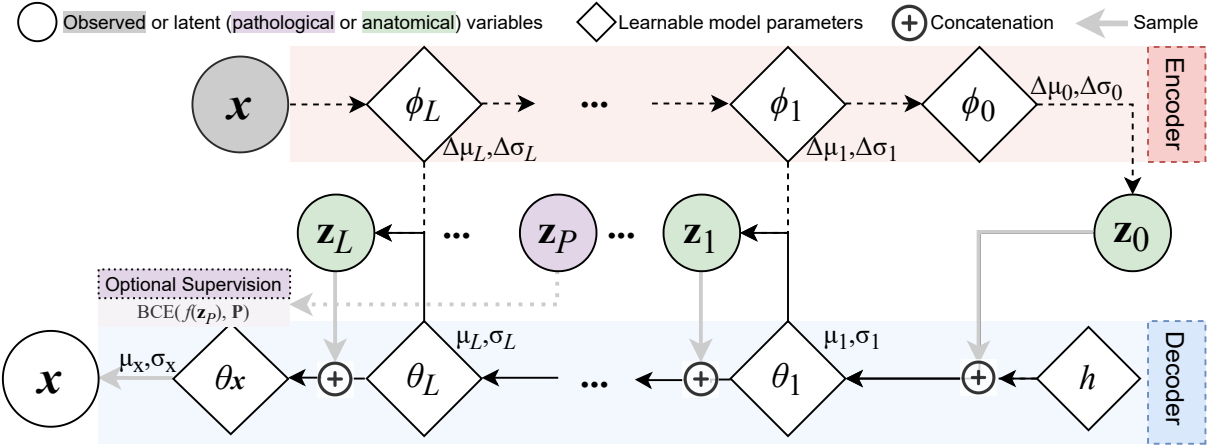 Observed or latent (pathological or anatomical) variables
Learnable model parameters
Concatenation
Sample
x
ϕL
...
ϕ1
ϕ0
Δμ0,Δσ0
Encoder
ΔμL,ΔσL
Δμ1,Δσ1
zL
...
zP
...
z1
z0
Optional Supervision
BCE(f(zP), P)
μx,σx
μL,σL
μ1,σ1
x
θx
+
θL
...
+
θ1
+
h
Decoder